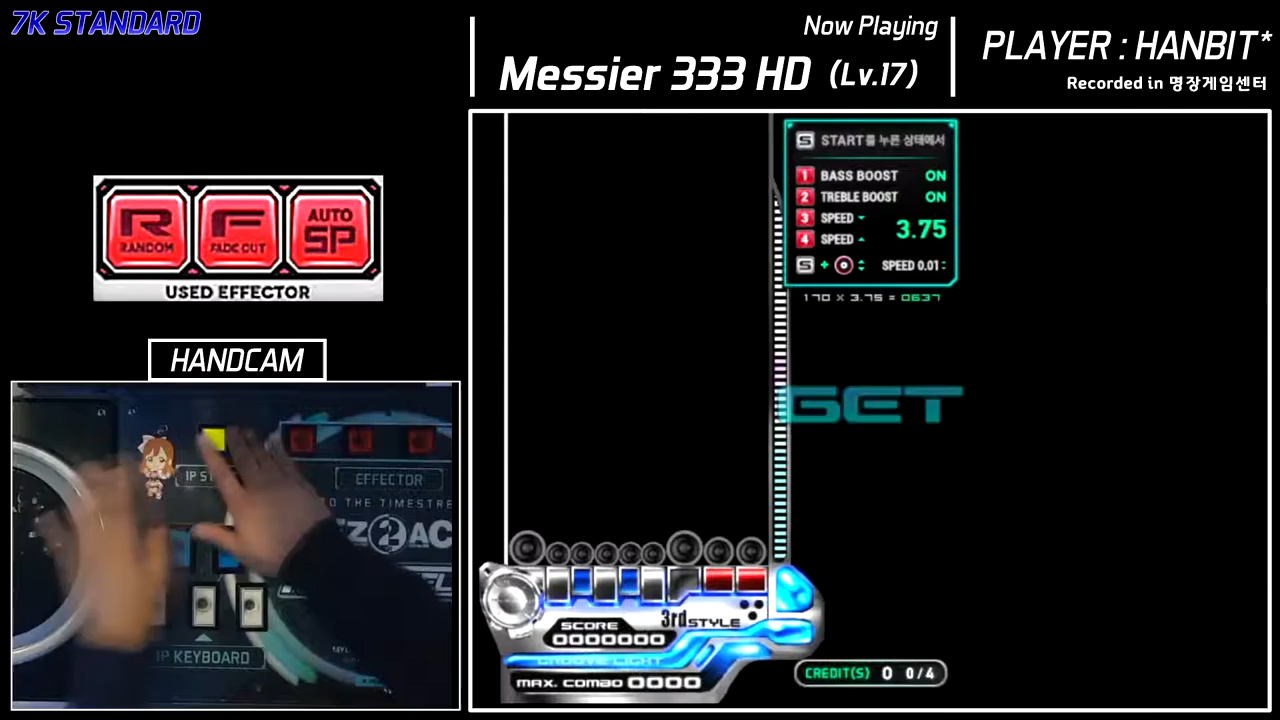 7K STANDARD
Now Playing
Messier 333 HD (Lv.17)
PLAYER : HANBIT*
Recorded in 명장게임센터
R
RANDOM
F
FADE OUT
AUTO
SP
USED EFFECTOR
HANDCAM
S START를 누른 상태에서
1 BASS BOOST ON
2 TREBLE BOOST ON
3 SPEED
3.75
4 SPEED
S + SPEED 0.01
170 x 3.75 = 0637
GET
EFFECTOR
IP KEYBOARD
3rd STYLE
SCORE
0000000
GROOVE LIGHT
MAX. COMBO 0000
CREDIT(S) 0 0/4